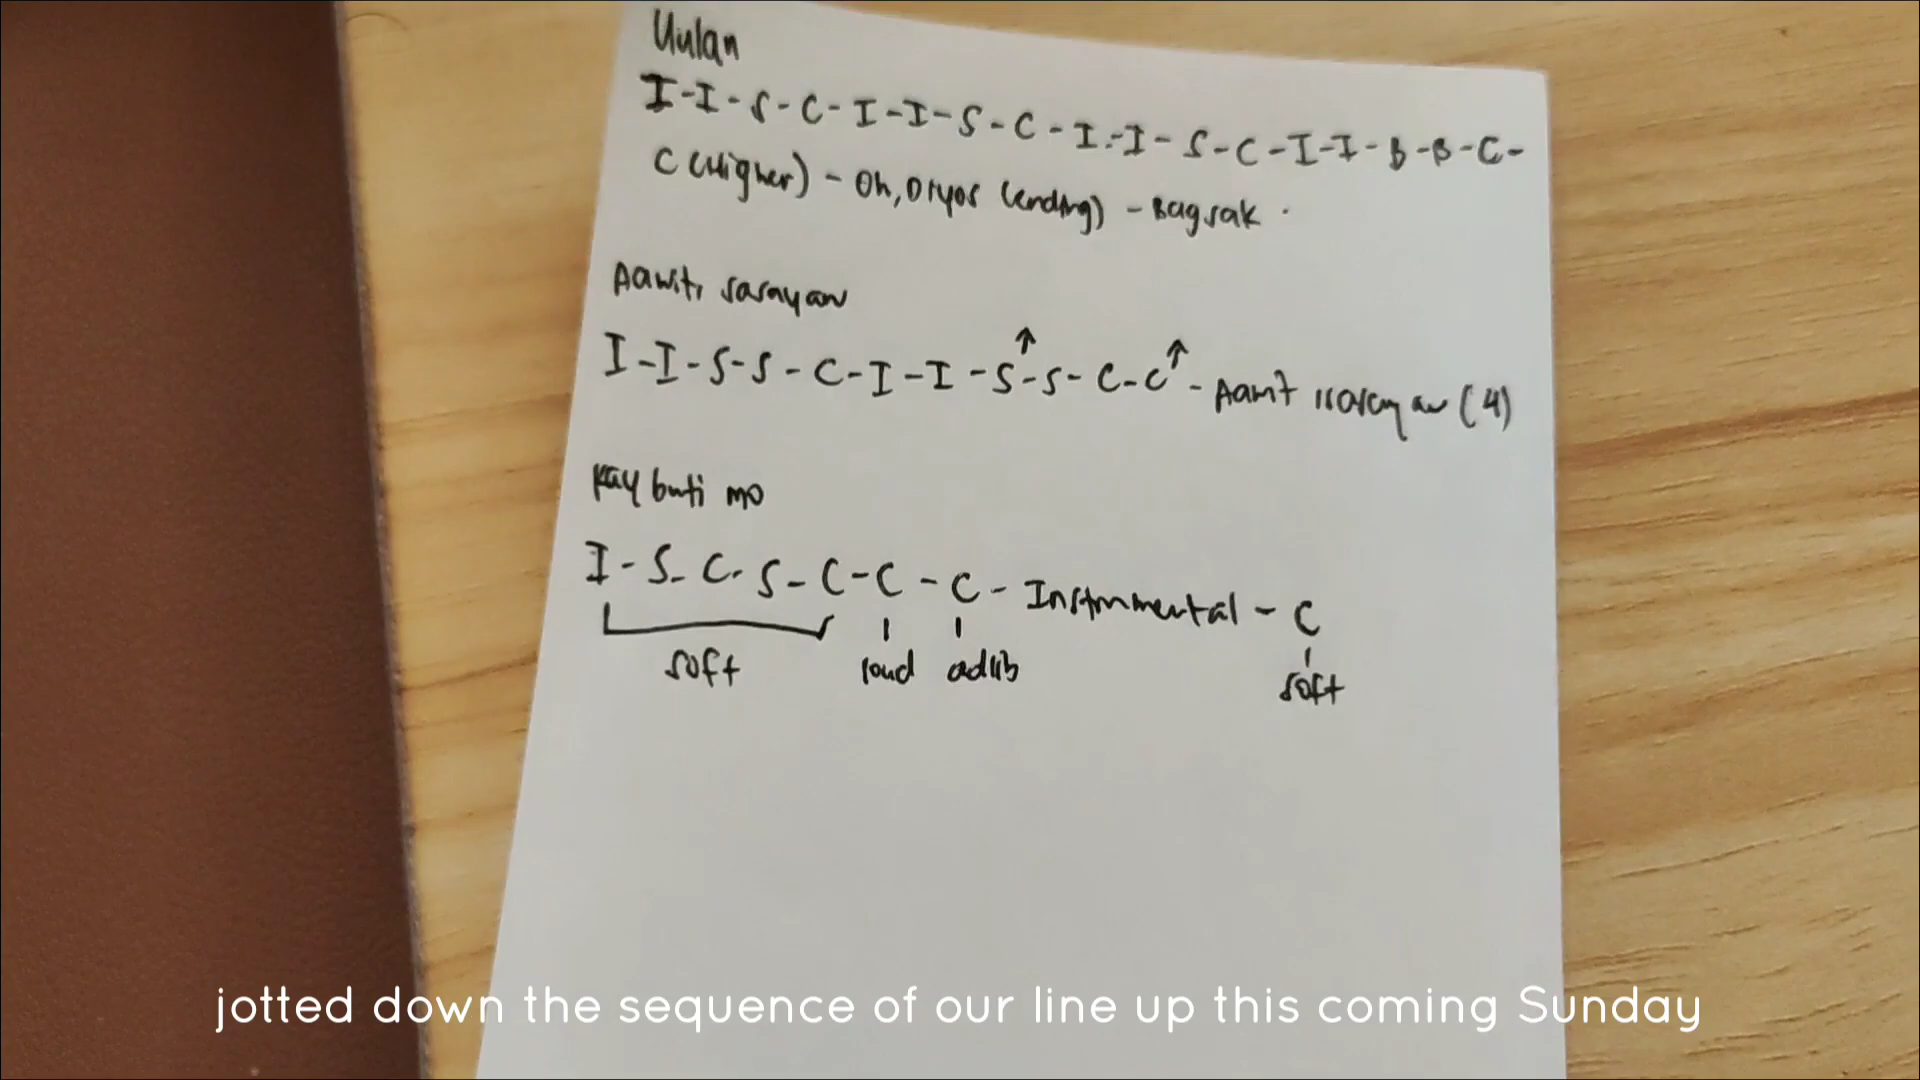 Uulan
I-I-S-C-I-I-S-C-I-I-S-C-I-I-B-B-C-
C (Higher) - Oh, Diyos (ending) - Bagsak
Aawit, sasayaw
I-I-S-S-C-I-I-S↑-S-C-C↑- Aawit sasayaw (4)
Kay buti mo
I-S-C-S-C-C-C-Instrumental-C
soft loud adlib soft
jotted down the sequence of our line up this coming Sunday